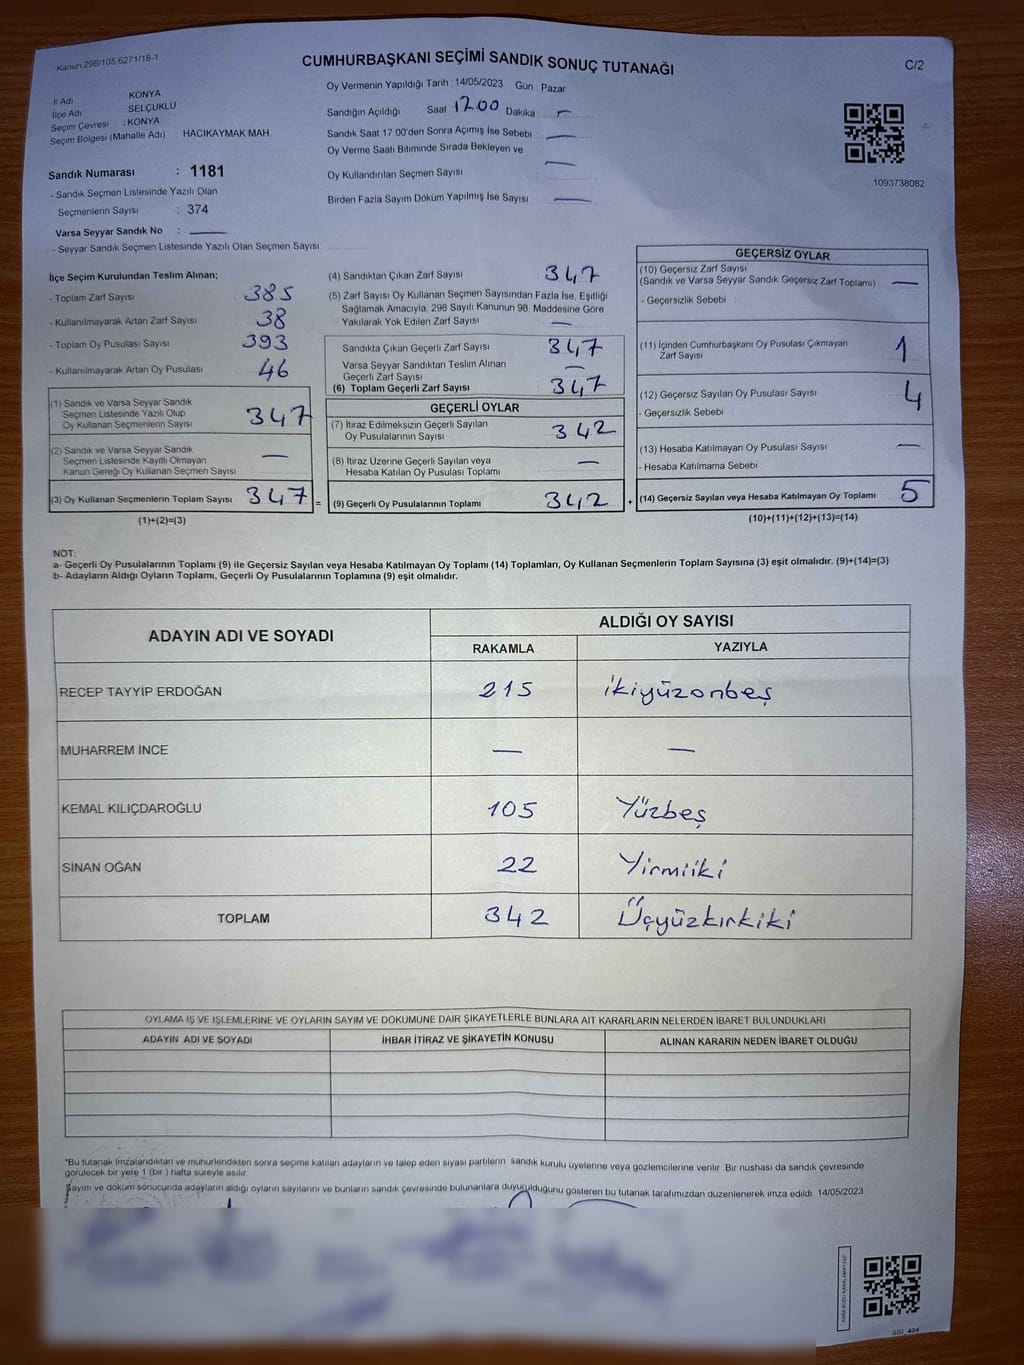 Kanun:298/105,6271/18-1
CUMHURBAŞKANI SEÇİMİ SANDIK SONUÇ TUTANAĞI
C/2
Oy Vermenin Yapıldığı Tarih : 14/05/2023 Gün : Pazar
İl Adı KONYA
İlçe Adı SELÇUKLU
Seçim Çevresi : KONYA
Seçim Bölgesi (Mahalle Adı) HACIKAYMAK MAH
Sandığın Açıldığı Saat Dakika : —
Sandık Saat 17.00'den Sonra Açımış İse Sebebi —
Oy Verme Saati Bitiminde Sırada Bekleyen ve
Oy Kullandırılan Seçmen Sayısı —
Birden Fazla Sayım Döküm Yapılmış İse Sayısı —
1093738082
Sandık Numarası : 1181
- Sandık Seçmen Listesinde Yazılı Olan
Seçmenlerin Sayısı : 374
Varsa Seyyar Sandık No : —
- Seyyar Sandık Seçmen Listesinde Yazılı Olan Seçmen Sayısı
İlçe Seçim Kurulundan Teslim Alınan;
- Toplam Zarf Sayısı 385
- Kullanılmayarak Artan Zarf Sayısı 38
- Toplam Oy Pusulası Sayısı 393
- Kullanılmayarak Artan Oy Pusulası 46
(1) Sandık ve Varsa Seyyar Sandık
Seçmen Listesinde Yazılı Olup
Oy Kullanan Seçmenlerin Sayısı 347
(2) Sandık ve Varsa Seyyar Sandık
Seçmen Listesinde Kayıtlı Olmayan
Kanun Gereği Oy Kullanan Seçmen Sayısı —
(3) Oy Kullanan Seçmenlerin Toplam Sayısı 347 =
(1)+(2)=(3)
(4) Sandıktan Çıkan Zarf Sayısı 347
(5) Zarf Sayısı Oy Kullanan Seçmen Sayısından Fazla İse, Eşitliği
Sağlamak Amacıyla, 298 Sayılı Kanunun 98. Maddesine Göre
Yakılarak Yok Edilen Zarf Sayısı —
Sandıkta Çıkan Geçerli Zarf Sayısı 347
Varsa Seyyar Sandıktan Teslim Alınan
Geçerli Zarf Sayısı —
(6) Toplam Geçerli Zarf Sayısı 347
GEÇERLİ OYLAR
(7) İtiraz Edilmeksizin Geçerli Sayılan
Oy Pusulalarının Sayısı 342
(8) İtiraz Üzerine Geçerli Sayılan veya
Hesaba Katılan Oy Pusulası Toplamı —
(9) Geçerli Oy Pusulalarının Toplamı 342 +
GEÇERSİZ OYLAR
(10) Geçersiz Zarf Sayısı
(Sandık ve Varsa Seyyar Sandık Geçersiz Zarf Toplamı) —
- Geçersizlik Sebebi :
(11) İçinden Cumhurbaşkanı Oy Pusulası Çıkmayan
Zarf Sayısı 1
(12) Geçersiz Sayılan Oy Pusulası Sayısı 4
- Geçersizlik Sebebi :
(13) Hesaba Katılmayan Oy Pusulası Sayısı —
- Hesaba Katılmama Sebebi :
(14) Geçersiz Sayılan veya Hesaba Katılmayan Oy Toplamı 5
(10)+(11)+(12)+(13)=(14)
NOT:
a- Geçerli Oy Pusulalarının Toplamı (9) ile Geçersiz Sayılan veya Hesaba Katılmayan Oy Toplamı (14) Toplamları, Oy Kullanan Seçmenlerin Toplam Sayısına (3) eşit olmalıdır. (9)+(14)=(3)
b- Adayların Aldığı Oyların Toplamı, Geçerli Oy Pusulalarının Toplamına (9) eşit olmalıdır.
ADAYIN ADI VE SOYADI
ALDIĞI OY SAYISI
RAKAMLA YAZIYLA
RECEP TAYYİP ERDOĞAN 215 ikiyüzonbeş
MUHARREM İNCE — —
KEMAL KILIÇDAROĞLU 105 Yüzbeş
SİNAN OĞAN 22 Yirmiiki
TOPLAM 342 Üçyüzkırkiki
OYLAMA İŞ VE İŞLEMLERİNE VE OYLARIN SAYIM VE DÖKÜMÜNE DAİR ŞİKAYETLERLE BUNLARA AİT KARARLARIN NELERDEN İBARET BULUNDUKLARI
ADAYIN ADI VE SOYADI İHBAR İTİRAZ VE ŞİKAYETİN KONUSU ALINAN KARARIN NEDEN İBARET OLDUĞU
*Bu tutanak imzalandıktan ve mühürlendikten sonra seçime katılan adayların ve talep eden siyasi partilerin sandık kurulu üyelerine veya gözlemcilerine verilir. Bir nüshası da sandık çevresinde
görülecek bir yere 1 (bir) hafta süreyle asılır.
Sayım ve döküm sonucunda adayların aldığı oyların sayılarını ve bunların sandık çevresinde bulunanlara duyurulduğunu gösteren bu tutanak tarafımızdan düzenlenerek imza edildi. 14/05/2023